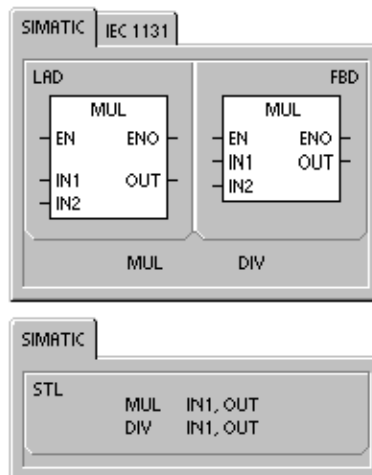 SIMATIC IEC 1131
LAD FBD
MUL MUL
EN ENO EN ENO
IN1 OUT IN1 OUT
IN2 IN2
MUL DIV
SIMATIC
STL
MUL IN1, OUT
DIV IN1, OUT